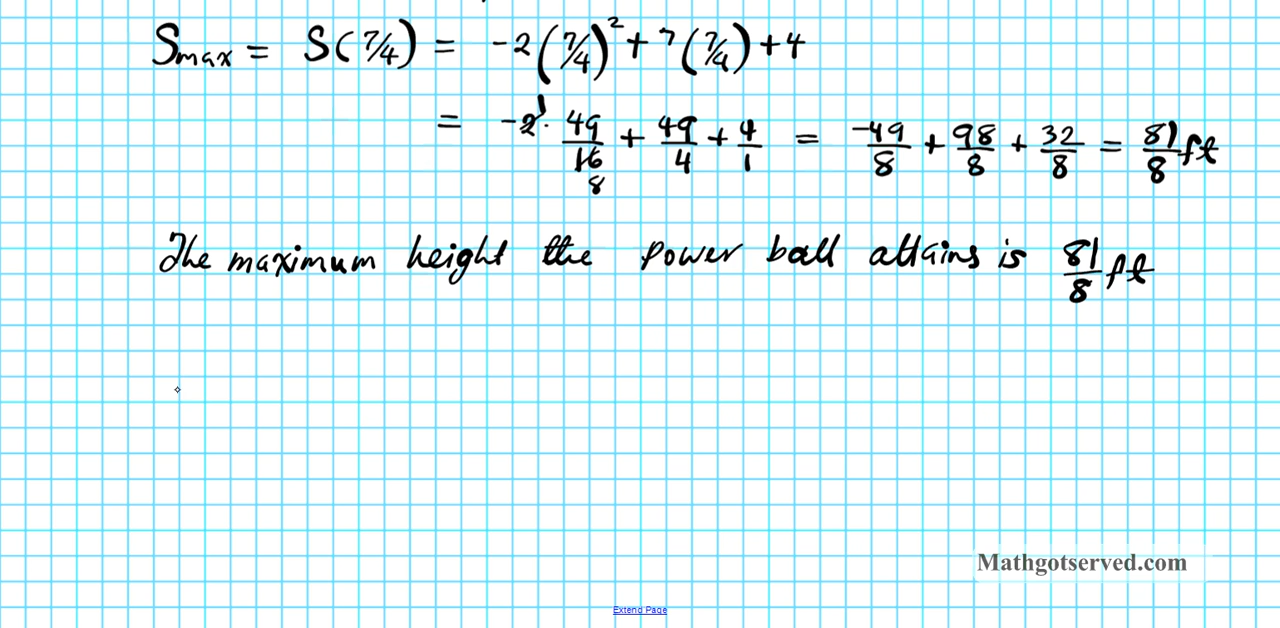 Smax = S(7/4) = -2(7/4)² + 7(7/4) + 4
= -2¹· 49/16 8 + 49/4 + 4/1 = -49/8 + 98/8 + 32/8 = 81/8 ft
The maximum height the power ball attains is 81/8 ft
Mathgotserved.com
Extend Page